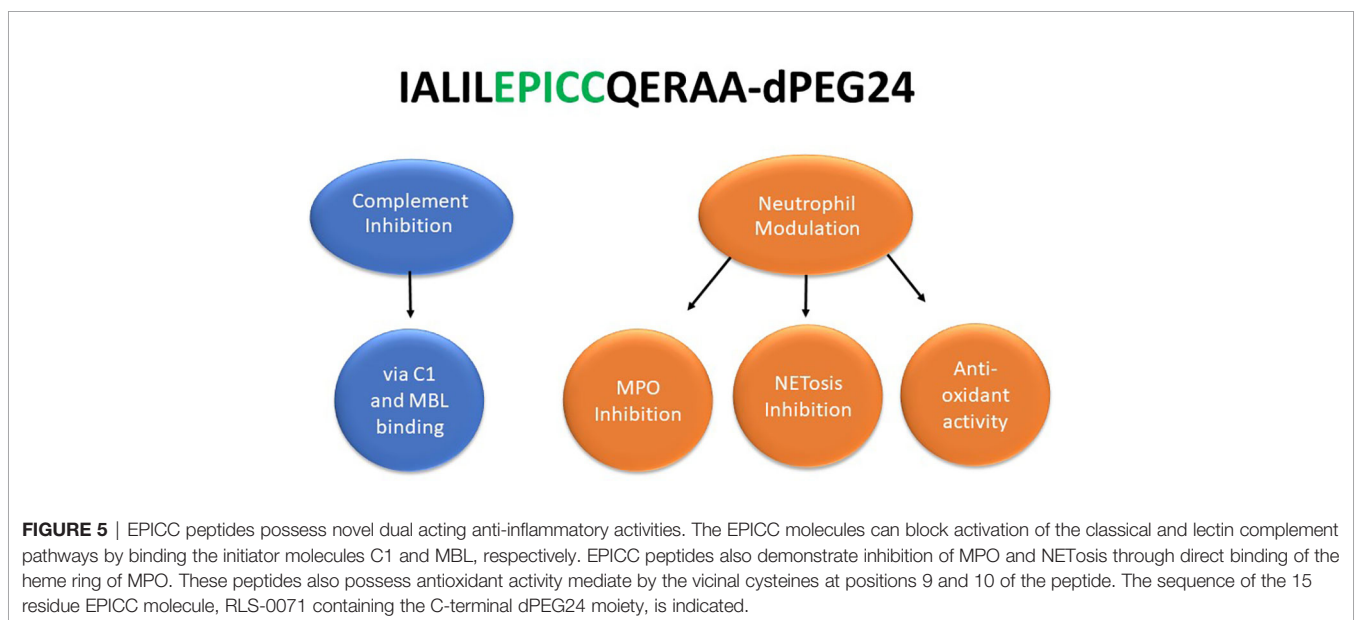 IALILEPICCQERAA-dPEG24
Complement
Inhibition
Neutrophil
Modulation
via C1
and MBL
binding
MPO
Inhibition
NETosis
Inhibition
Anti-
oxidant
activity
FIGURE 5 | EPICC peptides possess novel dual acting anti-inflammatory activities. The EPICC molecules can block activation of the classical and lectin complement
pathways by binding the initiator molecules C1 and MBL, respectively. EPICC peptides also demonstrate inhibition of MPO and NETosis through direct binding of the
heme ring of MPO. These peptides also possess antioxidant activity mediate by the vicinal cysteines at positions 9 and 10 of the peptide. The sequence of the 15
residue EPICC molecule, RLS-0071 containing the C-terminal dPEG24 moiety, is indicated.